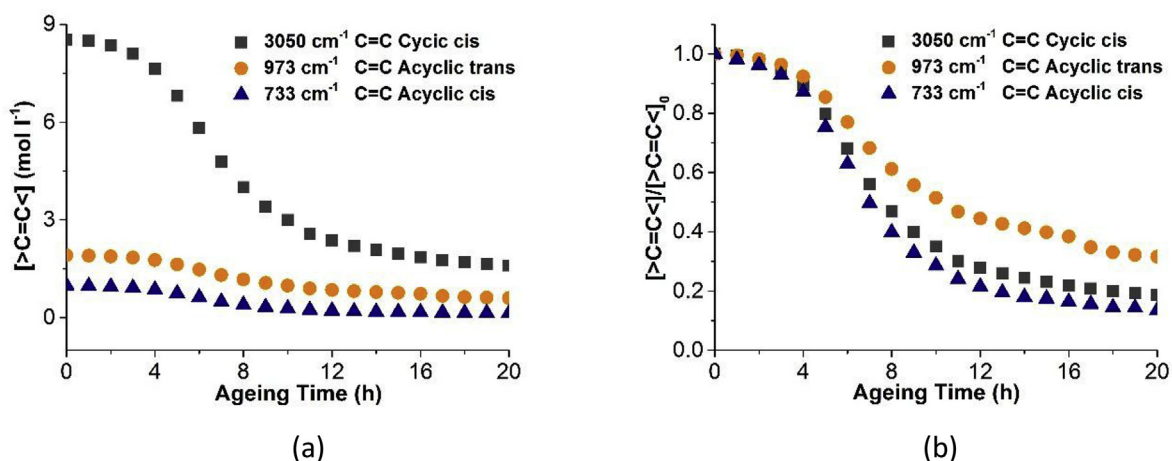 9
6
3
0
[>C=C<] (mol l⁻¹)
3050 cm⁻¹ C=C Cycic cis
973 cm⁻¹ C=C Acyclic trans
733 cm⁻¹ C=C Acyclic cis
0 4 8 12 16 20
Ageing Time (h)
(a)
1.0
0.8
0.6
0.4
0.2
0.0
[>C=C<]/[>C=C<]₀
3050 cm⁻¹ C=C Cycic cis
973 cm⁻¹ C=C Acyclic trans
733 cm⁻¹ C=C Acyclic cis
0 4 8 12 16 20
Ageing Time (h)
(b)